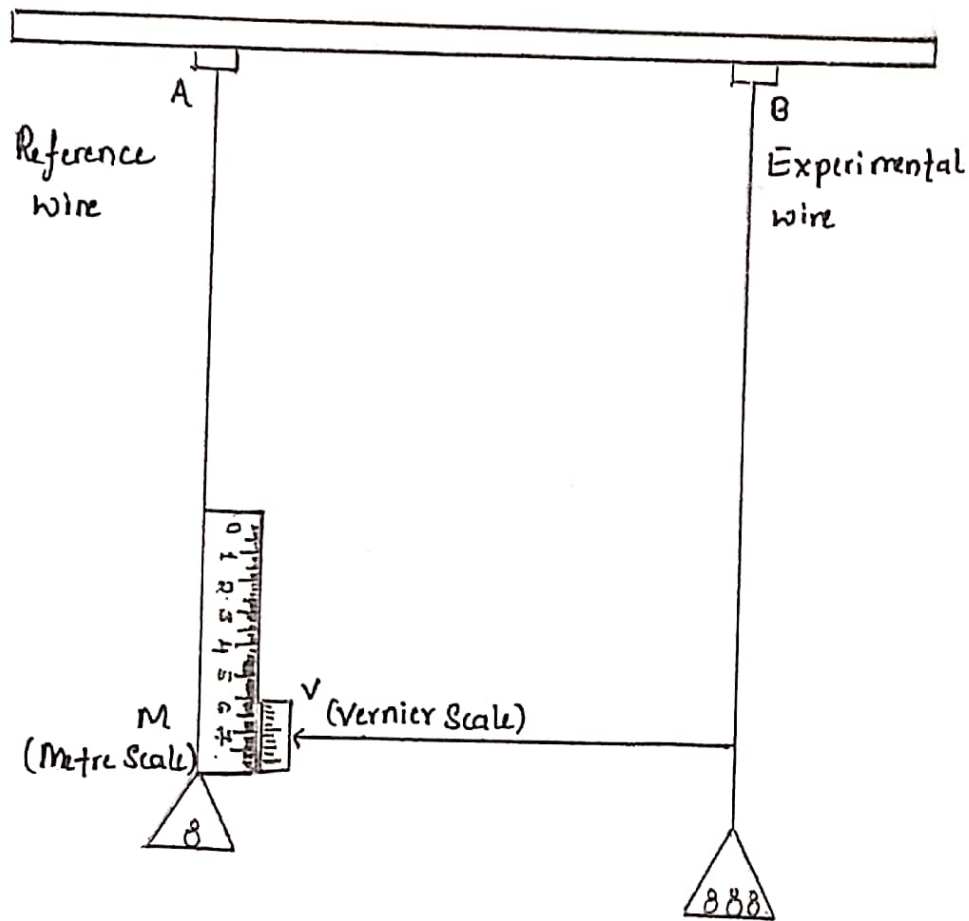 A
B
Reference
wire
Experimental
wire
0
1
2
3
4
5
6
7
V
(Vernier Scale)
M
(Metre Scale)